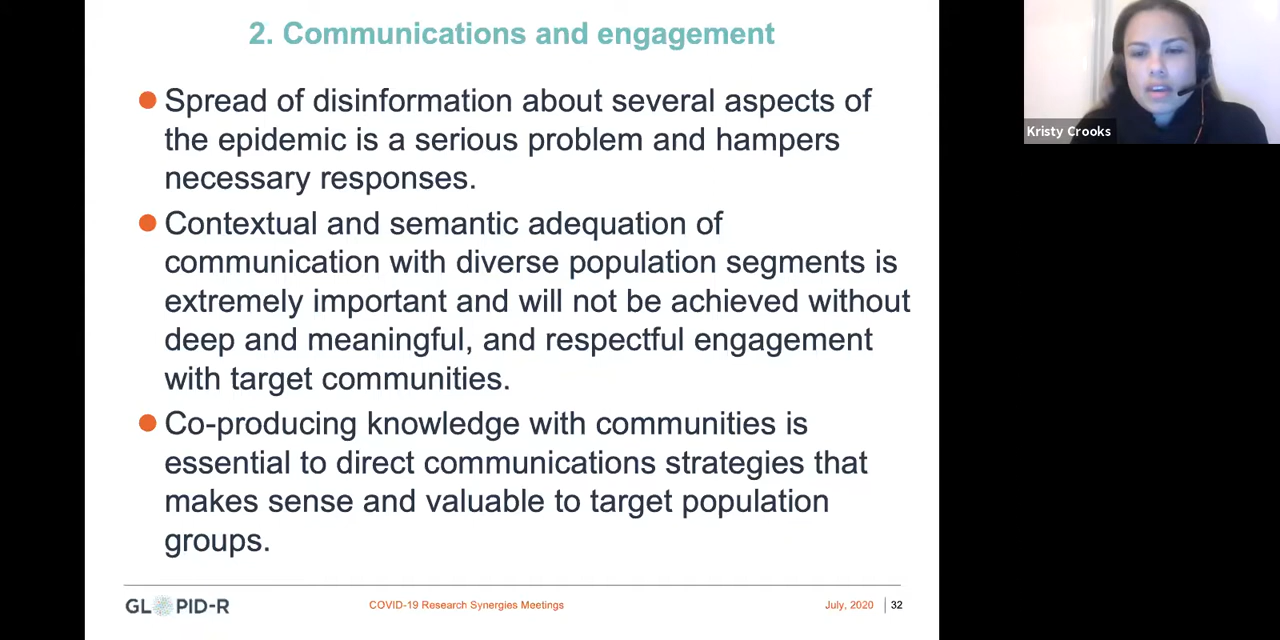 2. Communications and engagement
Spread of disinformation about several aspects of
the epidemic is a serious problem and hampers
necessary responses.
Contextual and semantic adequation of
communication with diverse population segments is
extremely important and will not be achieved without
deep and meaningful, and respectful engagement
with target communities.
Co-producing knowledge with communities is
essential to direct communications strategies that
makes sense and valuable to target population
groups.
GLOPID-R
COVID-19 Research Synergies Meetings
July, 2020
32
Kristy Crooks